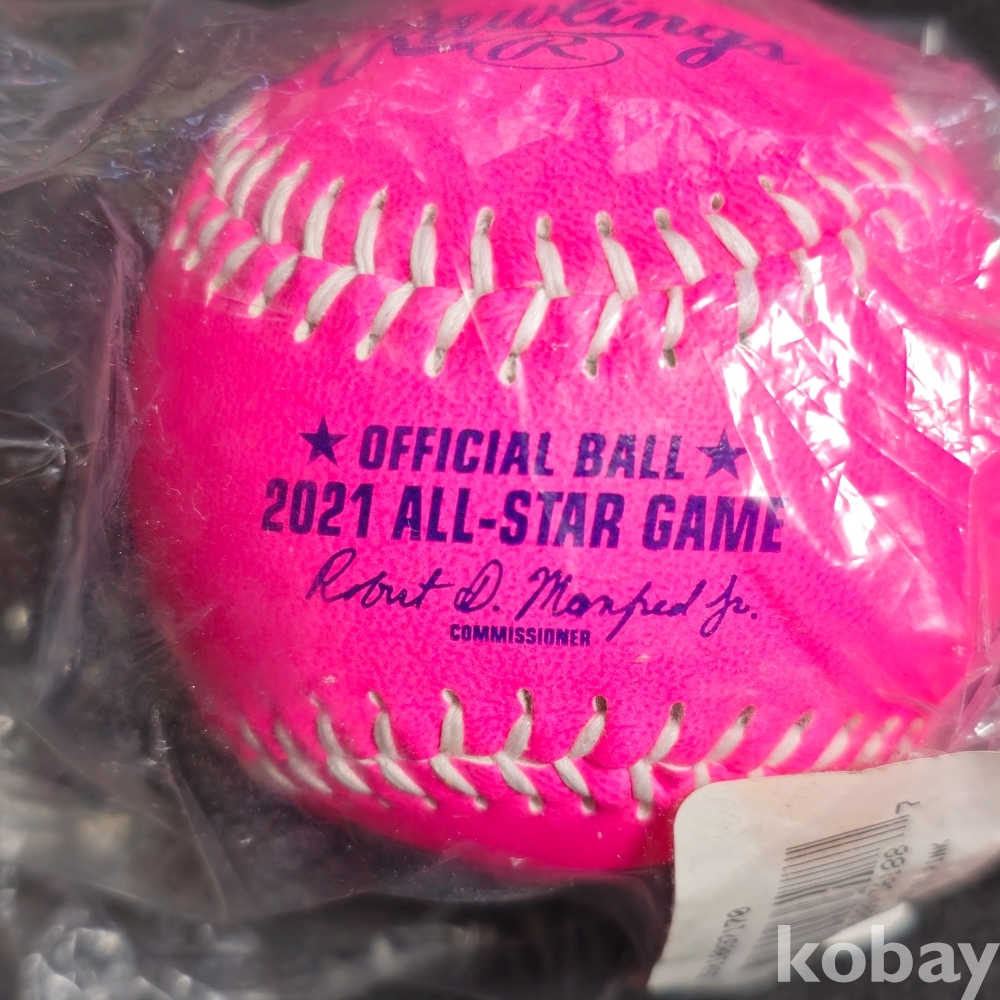 Rawlings
R
★ OFFICIAL BALL ★
2021 ALL-STAR GAME
Robert D. Manfred Jr.
COMMISSIONER
kobay